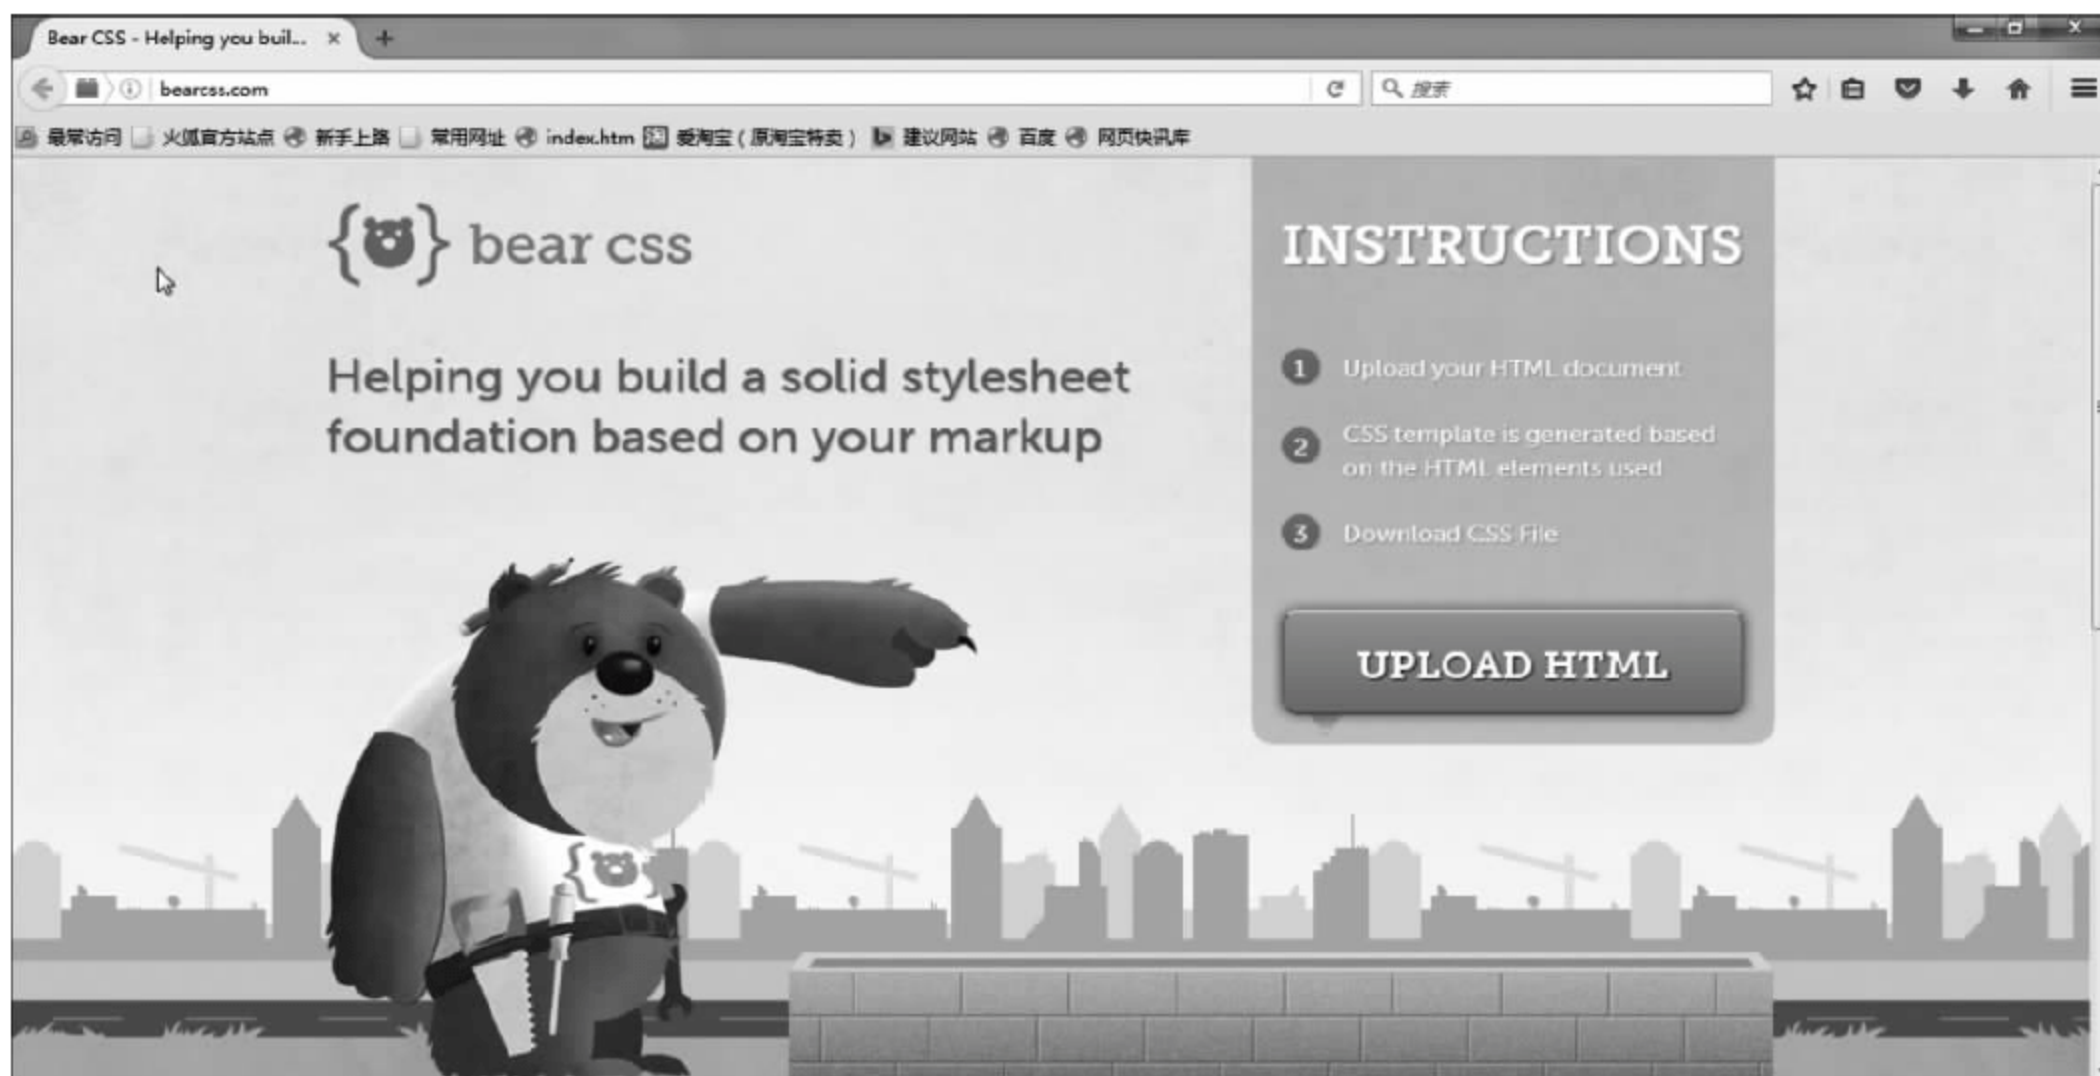 Bear CSS - Helping you buil...
bearcss.com
搜索
最常访问 火狐官方站点 新手上路 常用网址 index.htm 爱淘宝（原淘宝特卖） 建议网站 百度 网页快讯库
{ } bear css
Helping you build a solid stylesheet
foundation based on your markup
INSTRUCTIONS
1 Upload your HTML document
2 CSS template is generated based
on the HTML elements used
3 Download CSS File
UPLOAD HTML